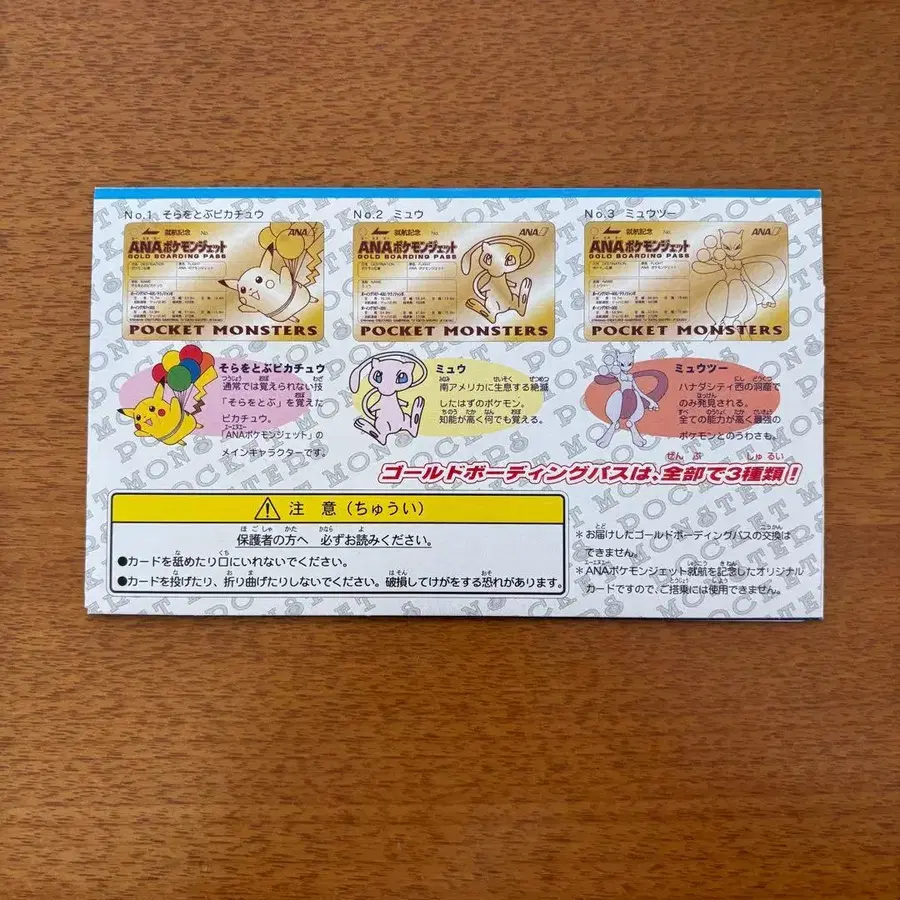 No.1 そらをとぶピカチュウ
No.2 ミュウ
No.3 ミュウツー
就航記念 No.
ANA
ANAポケモンジェット
GOLD BOARDING PASS
POCKET MONSTERS
就航記念 No.
ANA
ANAポケモンジェット
GOLD BOARDING PASS
POCKET MONSTERS
就航記念 No.
ANA
ANAポケモンジェット
GOLD BOARDING PASS
POCKET MONSTERS
そらをとぶピカチュウ
通常では覚えられない技
「そらをとぶ」を覚えた
ピカチュウ。
「ANAポケモンジェット」の
メインキャラクターです。
ミュウ
南アメリカに生息する絶滅
したはずのポケモン。
知能が高く何でも覚える。
ミュウツー
ハナダシティ西の洞窟で
のみ発見される。
全ての能力が高く最強の
ポケモンとのうわさも。
ゴールドボーディングパスは、全部で3種類!
注意(ちゅうい)
保護者の方へ 必ずお読みください。
●カードを舐めたり口にいれないでください。
●カードを投げたり、折り曲げたりしないでください。破損してけがをする恐れがあります。
*お届けしたゴールドボーディングパスの交換は
できません。
*ANAポケモンジェット就航を記念したオリジナル
カードですので、ご搭乗には使用できません。